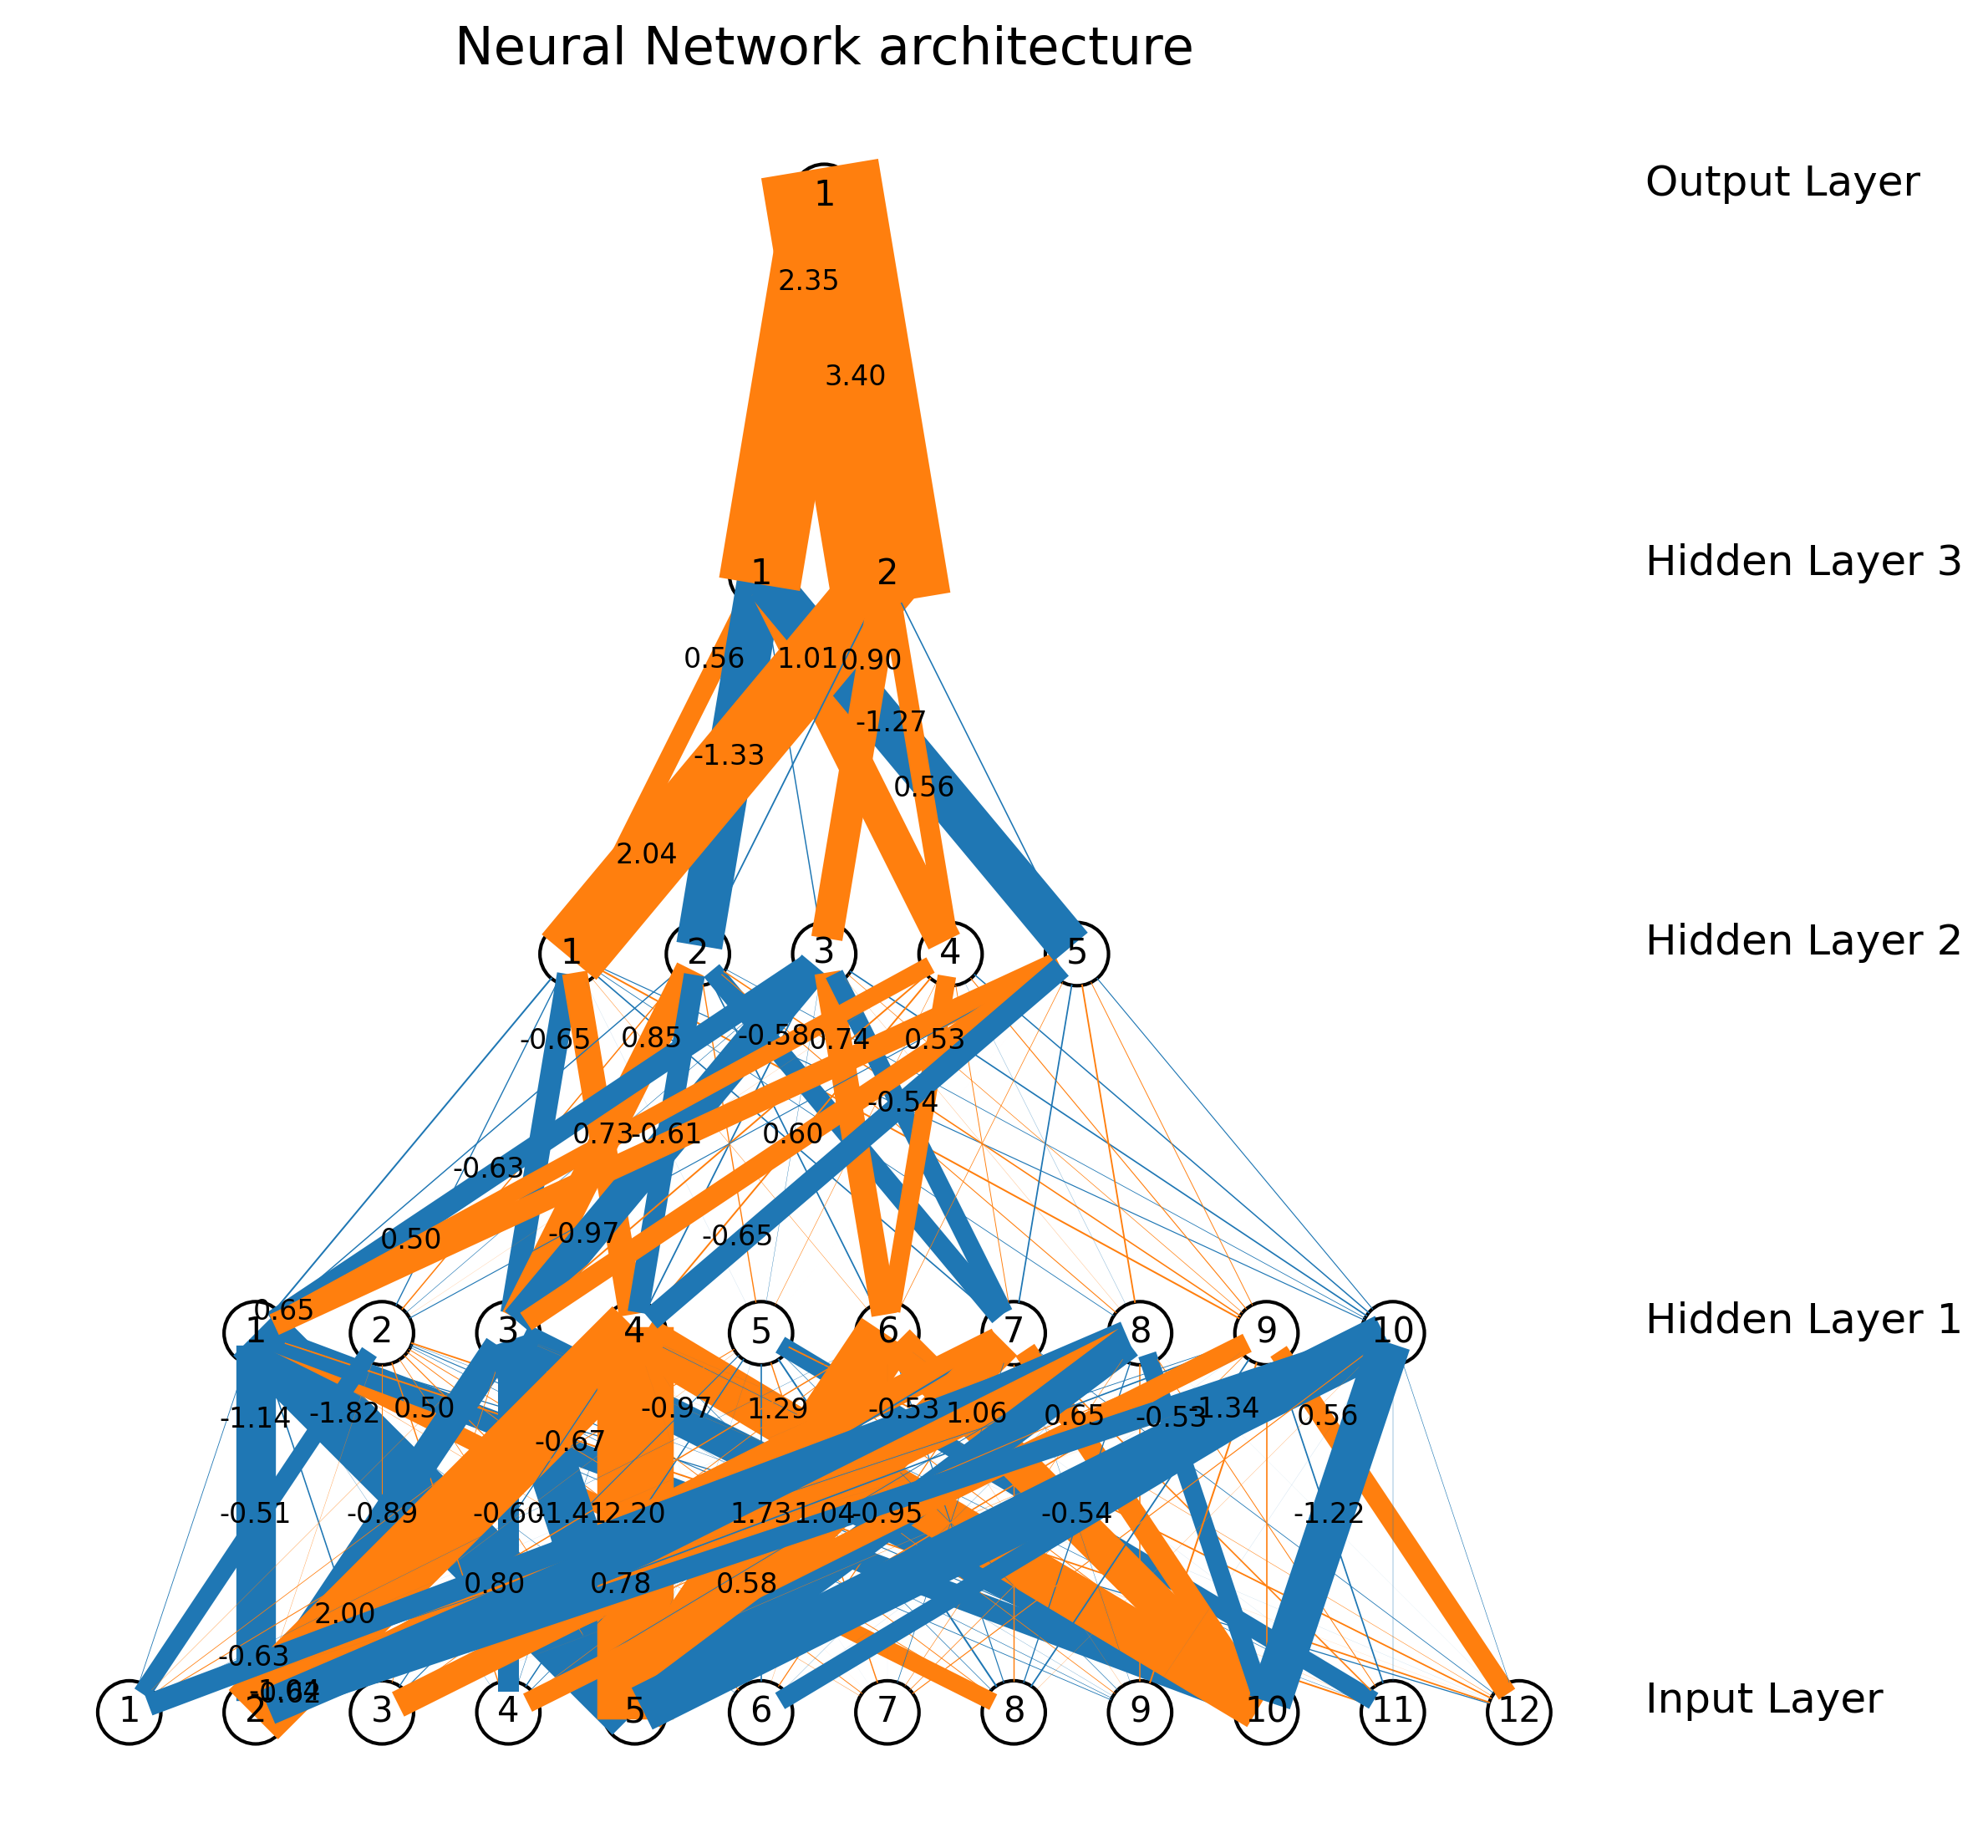 Neural Network architecture
1
Output Layer
2.35
3.40
1 2
Hidden Layer 3
0.56 1.01 0.90
-1.27
-1.33
0.56
2.04
1 2 3 4 5
Hidden Layer 2
-0.65 0.85 -0.58 0.74 0.53
-0.54
0.73 -0.61 0.60
-0.63
0.50 -0.97 -0.65
0.65
1 2 3 4 5 6 7 8 9 10
Hidden Layer 1
-1.14 -1.82 0.50 -0.97 1.29 -0.53 1.06 0.65 -0.53 -1.34 0.56
-0.67
-0.51 -0.89 -0.60 -1.41 2.20 1.73 1.04 -0.95 -0.54 -1.22
0.80 0.78 0.58
2.00
-0.63
-1.04
1 2 3 4 5 6 7 8 9 10 11 12
Input Layer